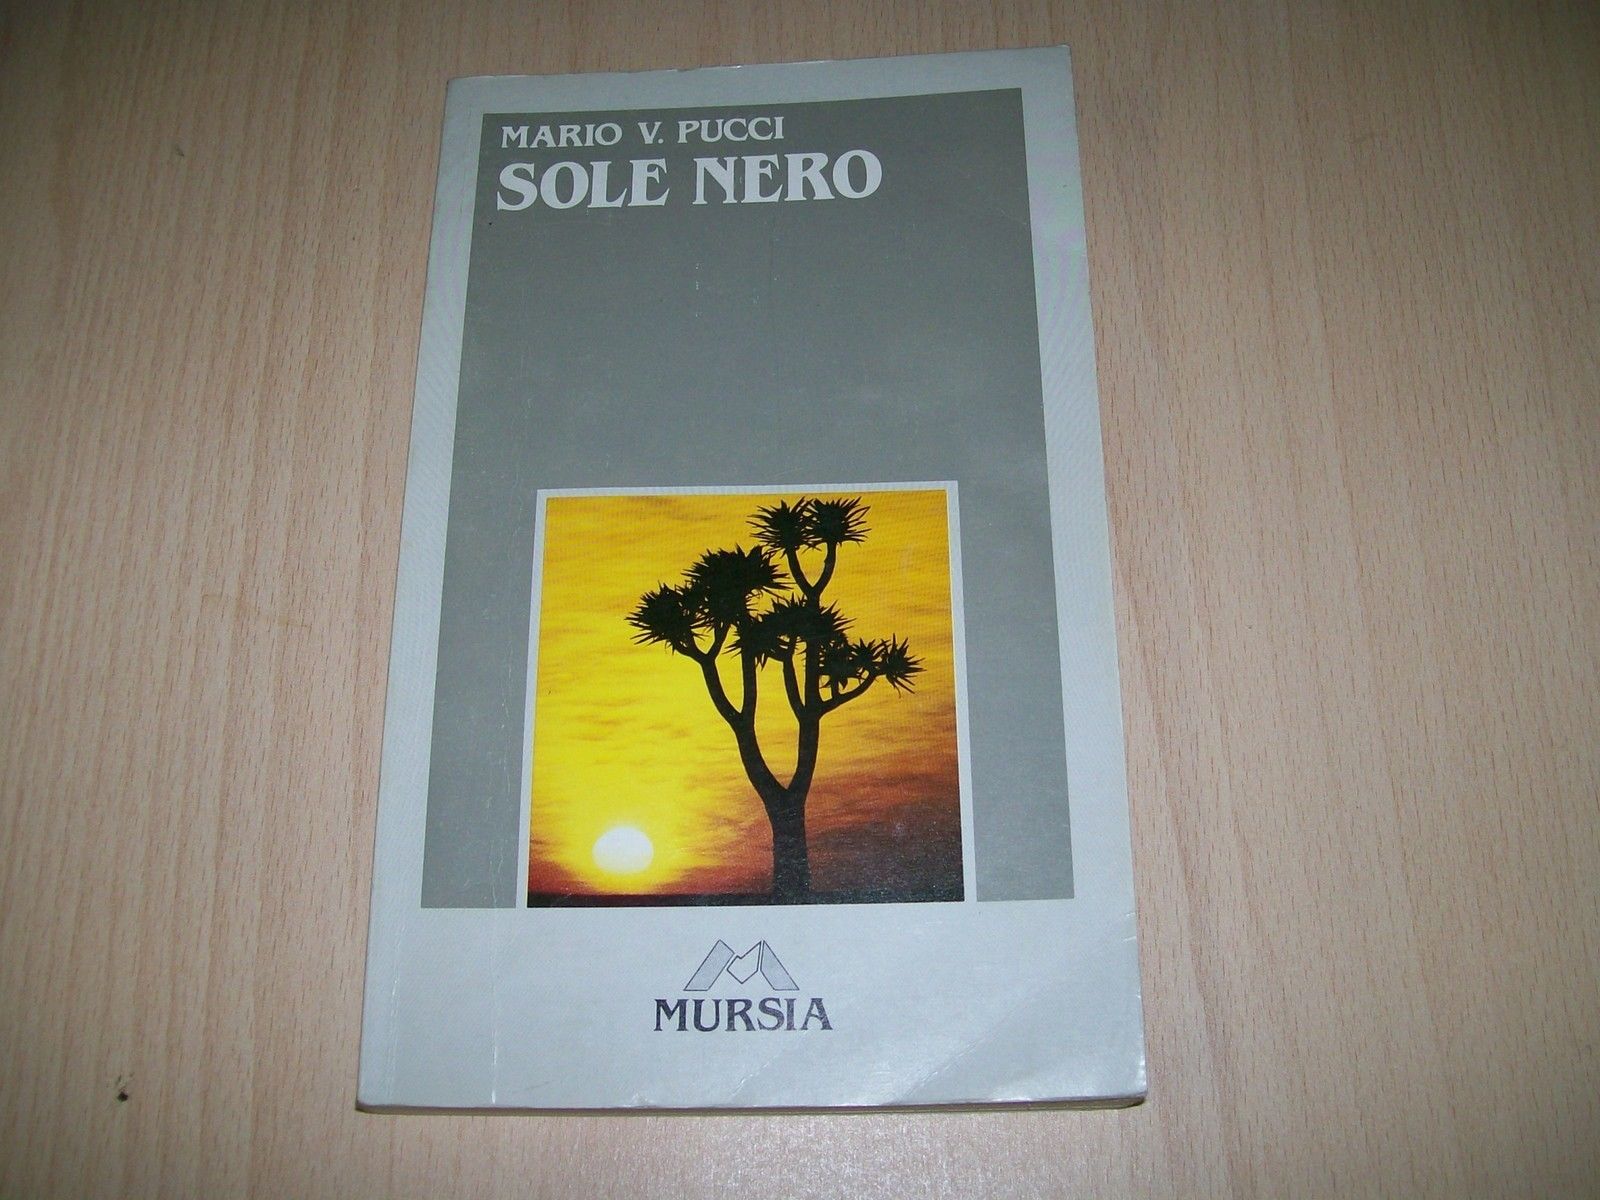 MARIO V. PUCCI
SOLE NERO
MURSIA